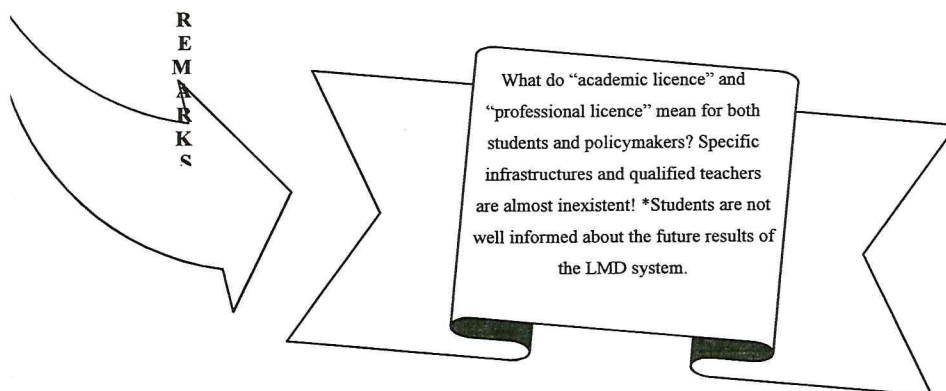 REMARKS
What do “academic licence” and
“professional licence” mean for both
students and policymakers? Specific
infrastructures and qualified teachers
are almost inexistent! *Students are not
well informed about the future results of
the LMD system.